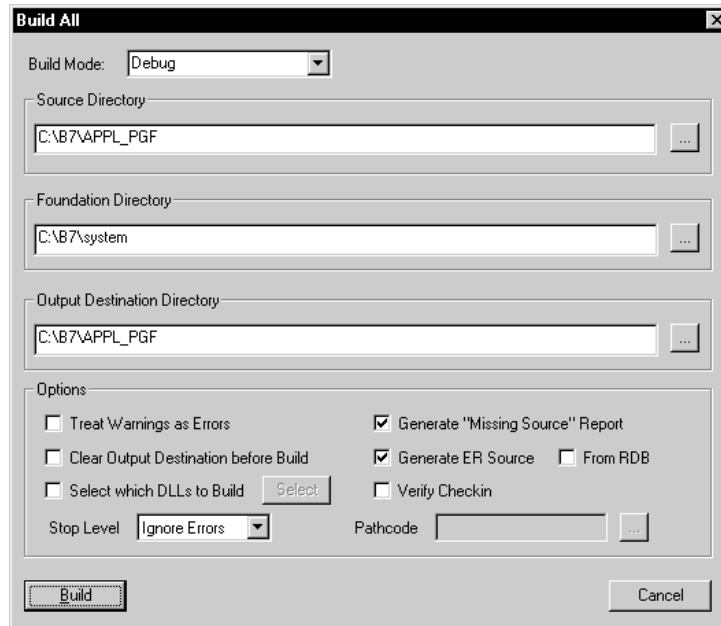 Build All
Build Mode: Debug
Source Directory
C:\B7\APPL_PGF
...
Foundation Directory
C:\B7\system
...
Output Destination Directory
C:\B7\APPL_PGF
...
Options
Treat Warnings as Errors
Generate "Missing Source" Report
Clear Output Destination before Build
Generate ER Source
From RDB
Select which DLLs to Build
Select
Verify Checkin
Stop Level
Ignore Errors
Pathcode
...
Build
Cancel